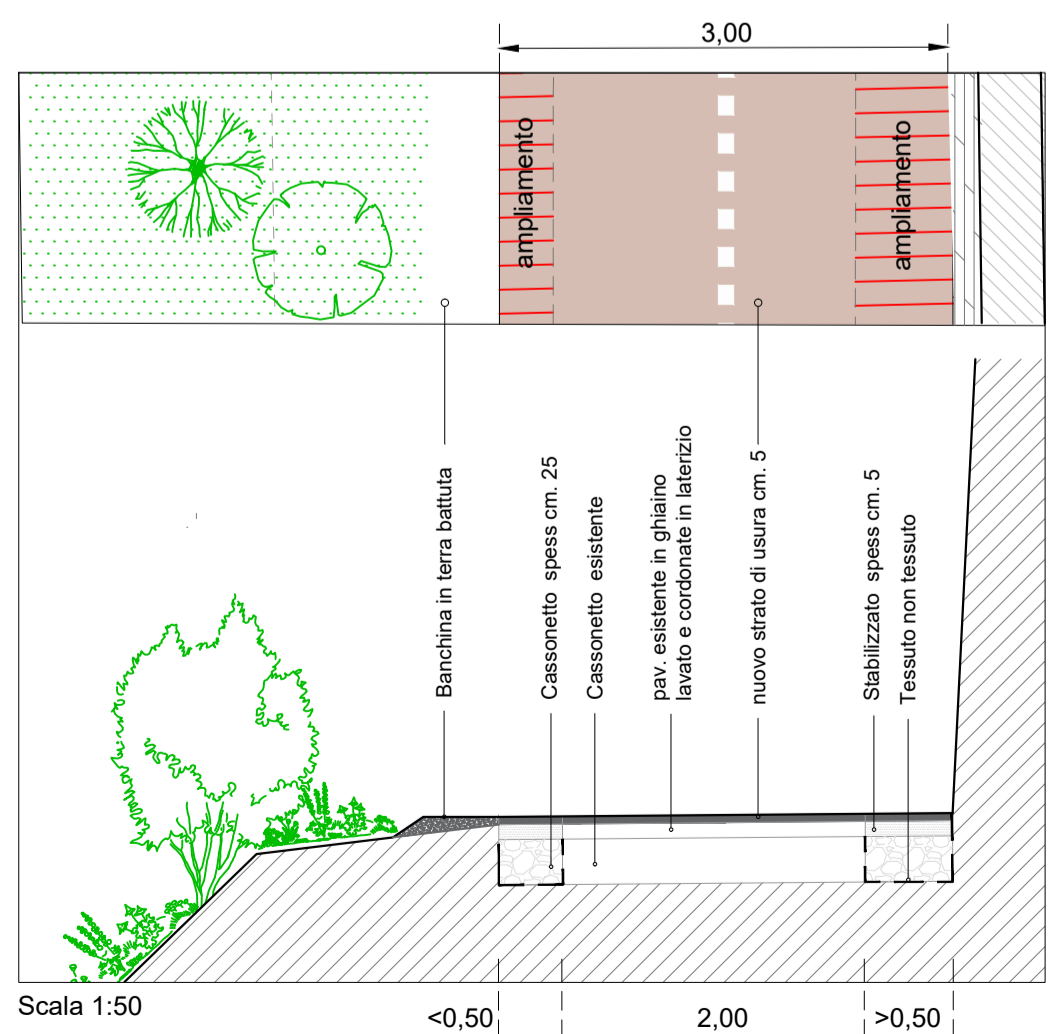 3,00
ampliamento
ampliamento
Banchina in terra battuta
Cassonetto spess cm. 25
Cassonetto esistente
pav. esistente in ghiaino
lavato e cordonate in laterizio
nuovo strato di usura cm. 5
Stabilizzato spess cm. 5
Tessuto non tessuto
Scala 1:50
<0,50
2,00
>0,50